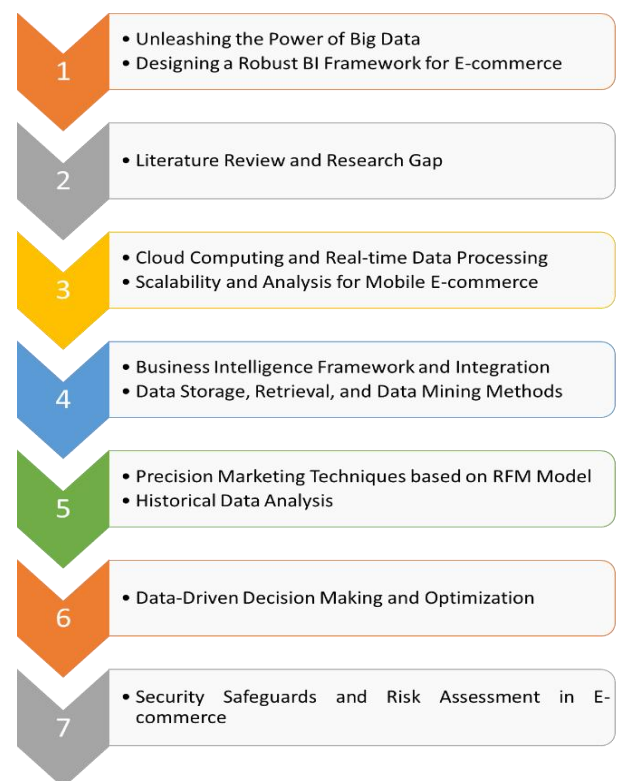 1
• Unleashing the Power of Big Data
• Designing a Robust BI Framework for E-commerce
2
• Literature Review and Research Gap
3
• Cloud Computing and Real-time Data Processing
• Scalability and Analysis for Mobile E-commerce
4
• Business Intelligence Framework and Integration
• Data Storage, Retrieval, and Data Mining Methods
5
• Precision Marketing Techniques based on RFM Model
• Historical Data Analysis
6
• Data-Driven Decision Making and Optimization
7
• Security Safeguards and Risk Assessment in E-
commerce